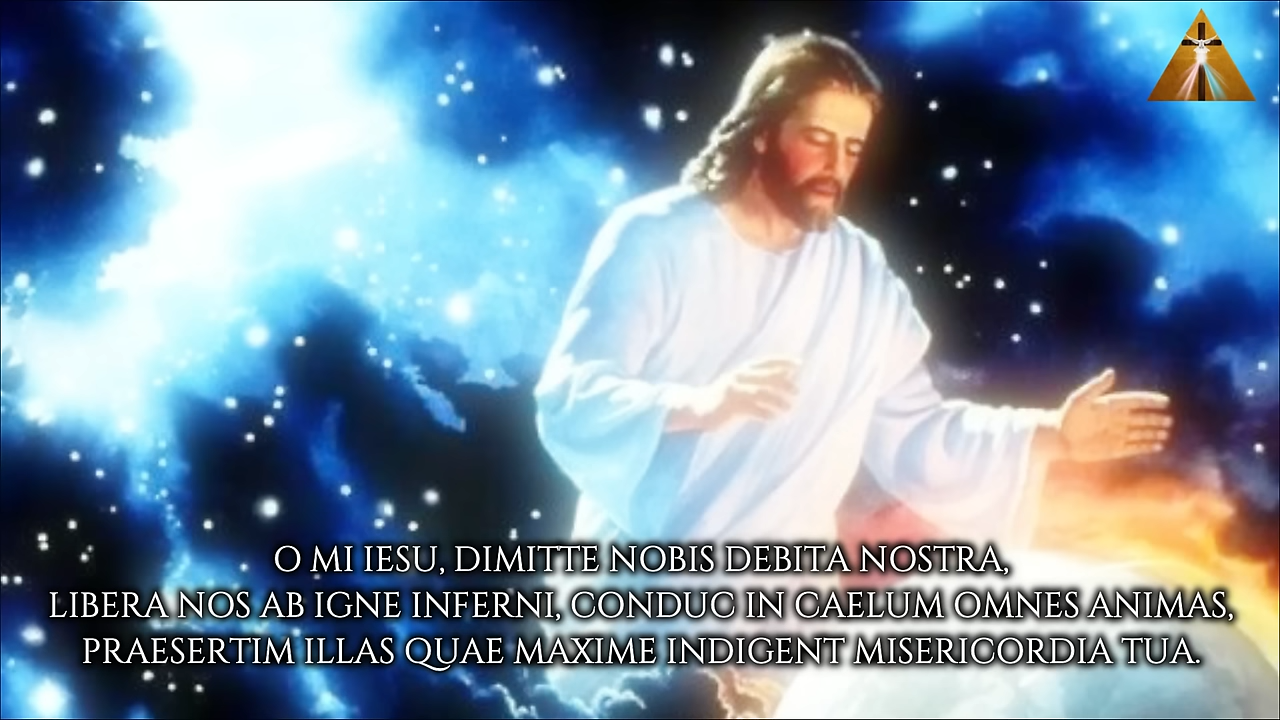 O MI IESU, DIMITTE NOBIS DEBITA NOSTRA,
LIBERA NOS AB IGNE INFERNI, CONDUC IN CAELUM OMNES ANIMAS,
PRAESERTIM ILLAS QUAE MAXIME INDIGENT MISERICORDIA TUA.